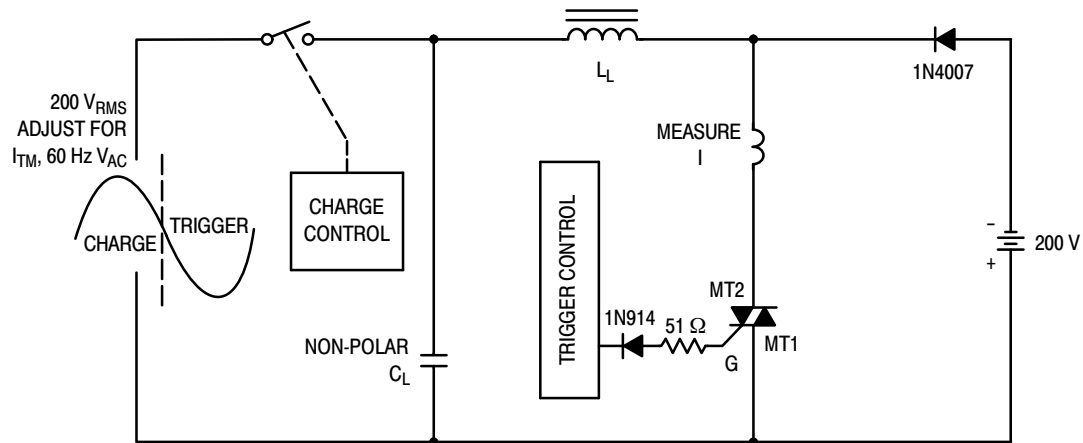 200 VRMS
ADJUST FOR
ITM, 60 Hz VAC
CHARGE
TRIGGER
CHARGE
CONTROL
NON-POLAR
CL
LL
TRIGGER CONTROL
MEASURE
I
1N914
51 Ω
G
MT2
MT1
1N4007
−
+
200 V